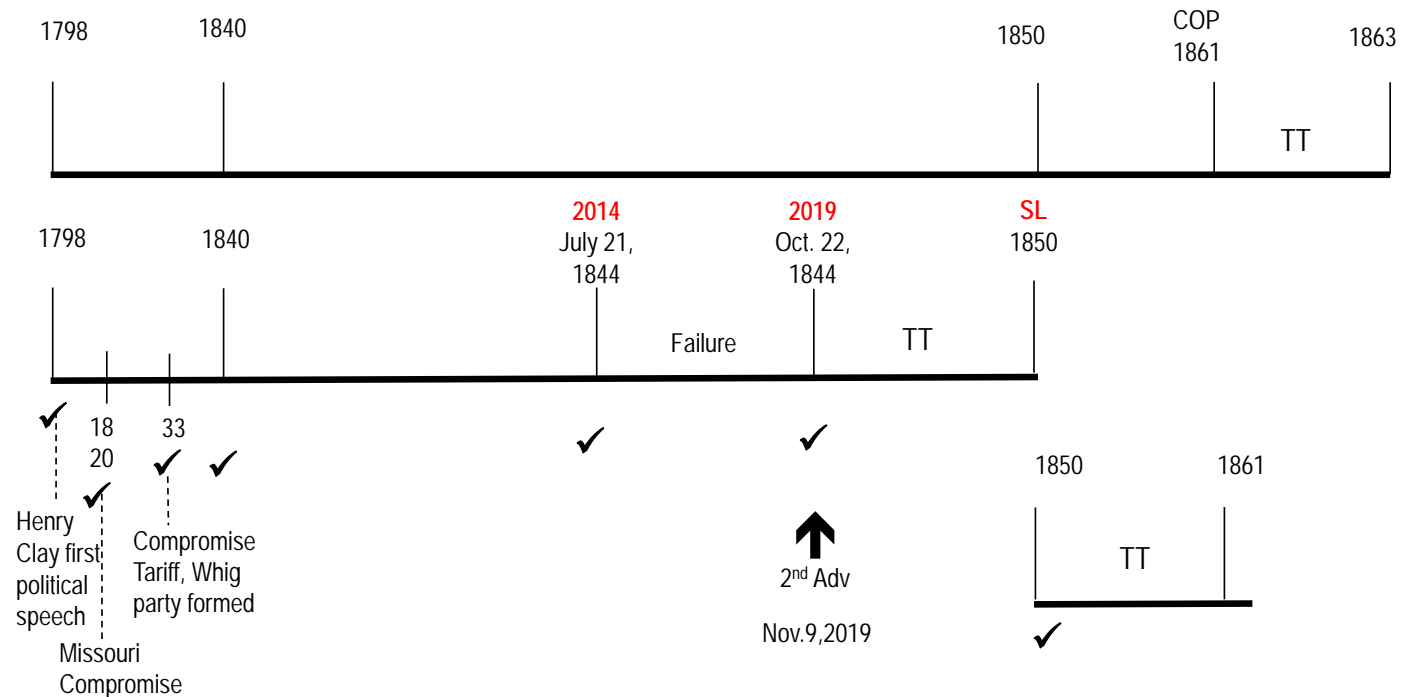 1798
1840
1850
COP
1861
1863
TT
1798
1840
2014
July 21,
1844
2019
Oct. 22,
1844
SL
1850
Failure
TT
18
20
33
1850
1861
TT
Henry
Clay first
political
speech
Compromise
Tariff, Whig
party formed
Missouri
Compromise
2nd Adv
Nov.9,2019